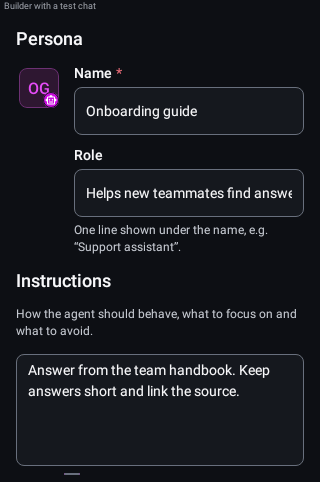 Builder with a test chat
Persona
OG
Name *
Onboarding guide
Role
Helps new teammates find answe
One line shown under the name, e.g.
“Support assistant”.
Instructions
How the agent should behave, what to focus on and
what to avoid.
Answer from the team handbook. Keep
answers short and link the source.